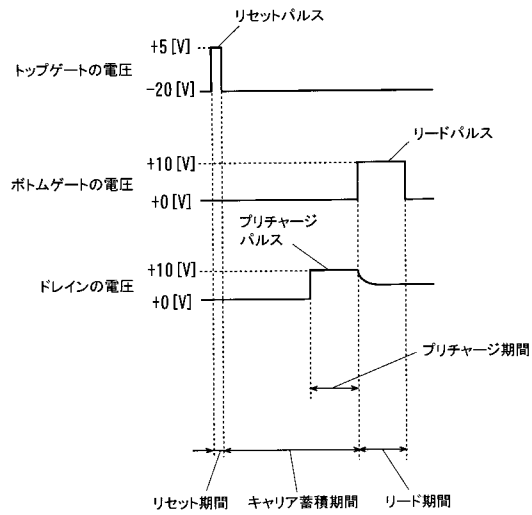 リセットパルス
+5[V]
トップゲートの電圧
-20[V]
リードパルス
+10[V]
ボトムゲートの電圧
+0[V]
プリチャージ
パルス
+10[V]
ドレインの電圧
+0[V]
プリチャージ期間
リセット期間
キャリア蓄積期間
リード期間